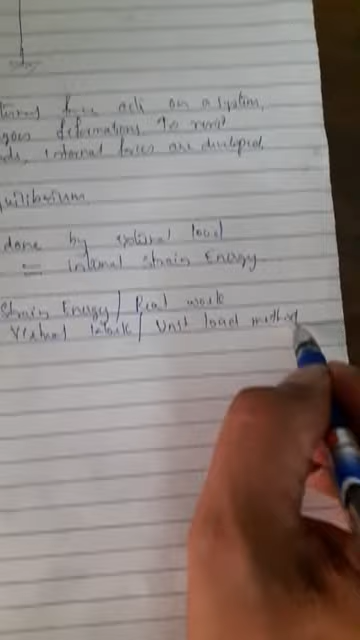 force acts on a system,
deformations to resist
internal forces are developed.
done by external load
= internal strain Energy
Strain Energy / Real work
Virtual Work / Unit load method